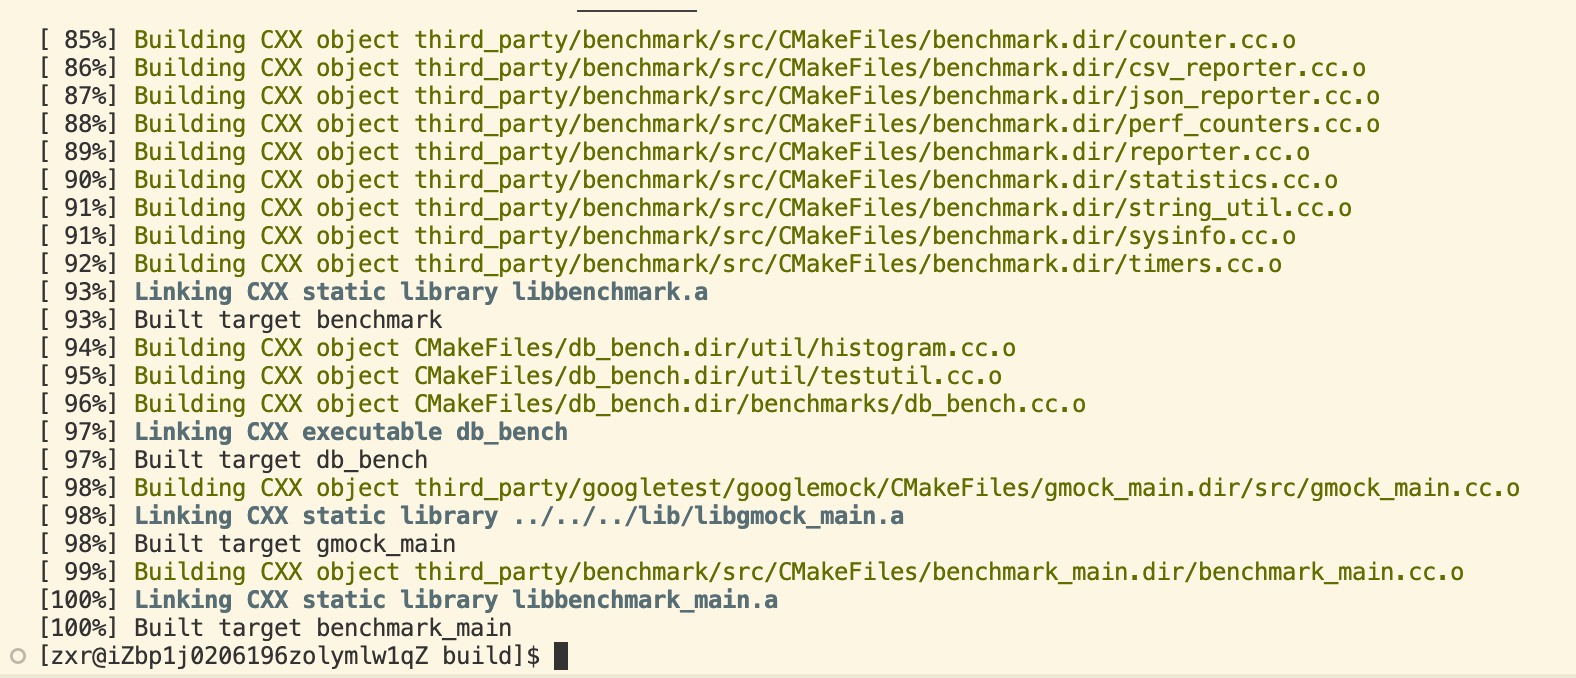 [ 85%] Building CXX object third_party/benchmark/src/CMakeFiles/benchmark.dir/counter.cc.o
[ 86%] Building CXX object third_party/benchmark/src/CMakeFiles/benchmark.dir/csv_reporter.cc.o
[ 87%] Building CXX object third_party/benchmark/src/CMakeFiles/benchmark.dir/json_reporter.cc.o
[ 88%] Building CXX object third_party/benchmark/src/CMakeFiles/benchmark.dir/perf_counters.cc.o
[ 89%] Building CXX object third_party/benchmark/src/CMakeFiles/benchmark.dir/reporter.cc.o
[ 90%] Building CXX object third_party/benchmark/src/CMakeFiles/benchmark.dir/statistics.cc.o
[ 91%] Building CXX object third_party/benchmark/src/CMakeFiles/benchmark.dir/string_util.cc.o
[ 91%] Building CXX object third_party/benchmark/src/CMakeFiles/benchmark.dir/sysinfo.cc.o
[ 92%] Building CXX object third_party/benchmark/src/CMakeFiles/benchmark.dir/timers.cc.o
[ 93%] Linking CXX static library libbenchmark.a
[ 93%] Built target benchmark
[ 94%] Building CXX object CMakeFiles/db_bench.dir/util/histogram.cc.o
[ 95%] Building CXX object CMakeFiles/db_bench.dir/util/testutil.cc.o
[ 96%] Building CXX object CMakeFiles/db_bench.dir/benchmarks/db_bench.cc.o
[ 97%] Linking CXX executable db_bench
[ 97%] Built target db_bench
[ 98%] Building CXX object third_party/googletest/googlemock/CMakeFiles/gmock_main.dir/src/gmock_main.cc.o
[ 98%] Linking CXX static library ../../../lib/libgmock_main.a
[ 98%] Built target gmock_main
[ 99%] Building CXX object third_party/benchmark/src/CMakeFiles/benchmark_main.dir/benchmark_main.cc.o
[100%] Linking CXX static library libbenchmark_main.a
[100%] Built target benchmark_main
[zxr@iZbp1j0206196zolymlw1qZ build]$